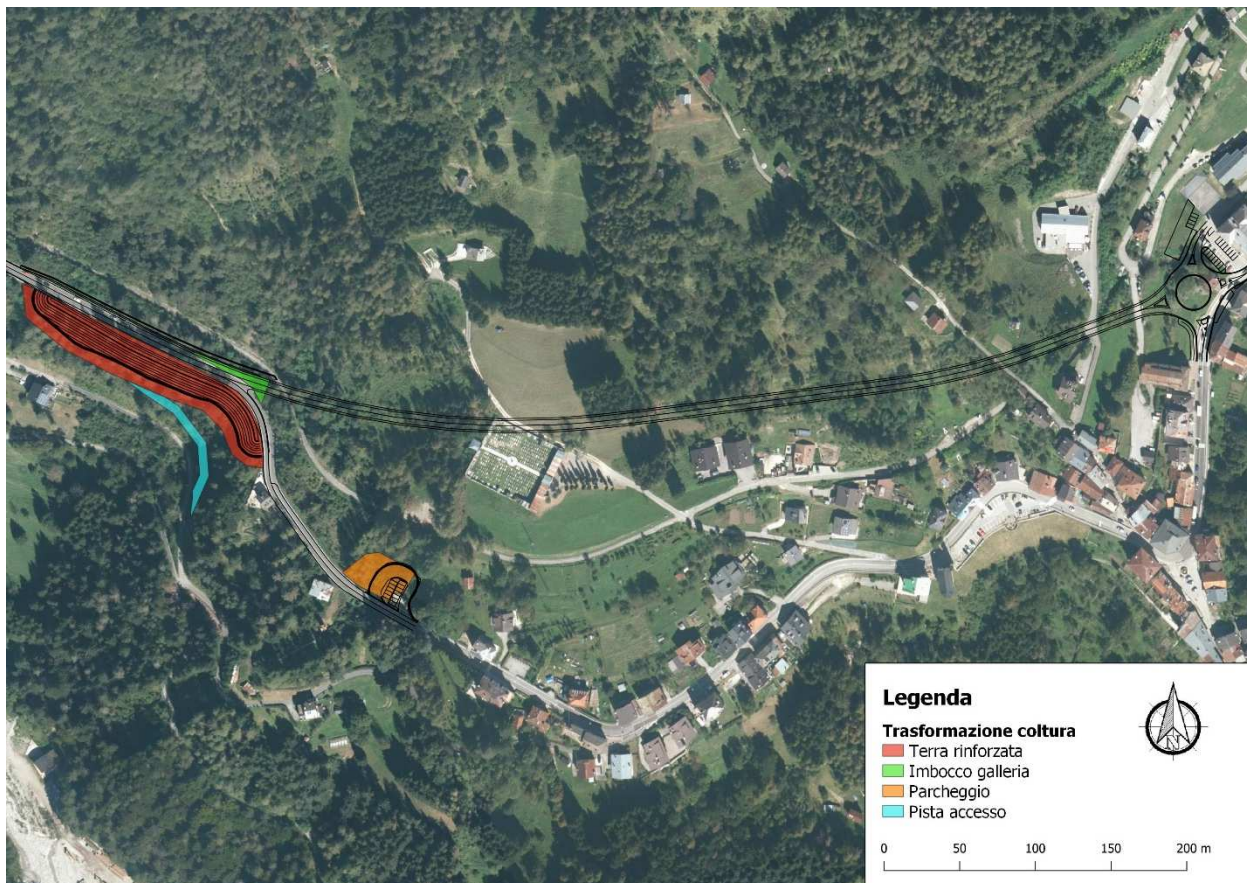 Legenda
Trasformazione coltura
Terra rinforzata
Imbocco galleria
Parcheggio
Pista accesso
N
0 50 100 150 200 m